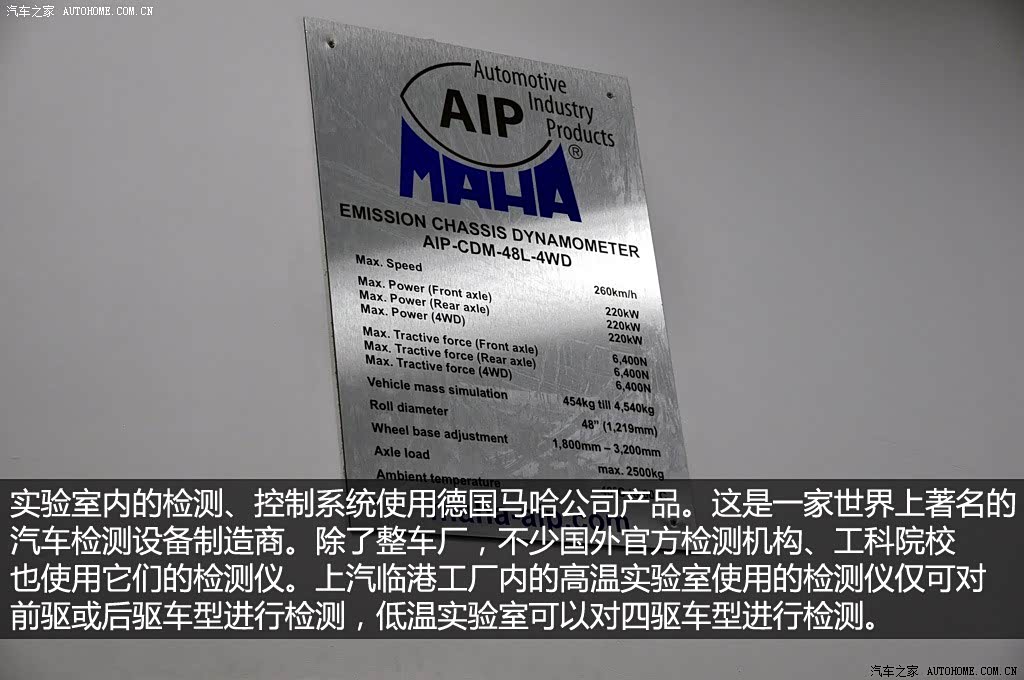 汽车之家 AUTOHOME.COM.CN
Automotive
Industry
Products
AIP
MAHA®
EMISSION CHASSIS DYNAMOMETER
AIP-CDM-48L-4WD
Max. Speed 260km/h
Max. Power (Front axle) 220kW
Max. Power (Rear axle) 220kW
Max. Power (4WD) 220kW
Max. Tractive force (Front axle) 6,400N
Max. Tractive force (Rear axle) 6,400N
Max. Tractive force (4WD) 6,400N
Vehicle mass simulation 454kg till 4,540kg
Roll diameter 48" (1,219mm)
Wheel base adjustment 1,800mm – 3,200mm
Axle load max. 2500kg
Ambient temperature
maha-aip.com
实验室内的检测、控制系统使用德国马哈公司产品。这是一家世界上著名的
汽车检测设备制造商。除了整车厂，不少国外官方检测机构、工科院校
也使用它们的检测仪。上汽临港工厂内的高温实验室使用的检测仪仅可对
前驱或后驱车型进行检测，低温实验室可以对四驱车型进行检测。
汽车之家 AUTOHOME.COM.CN